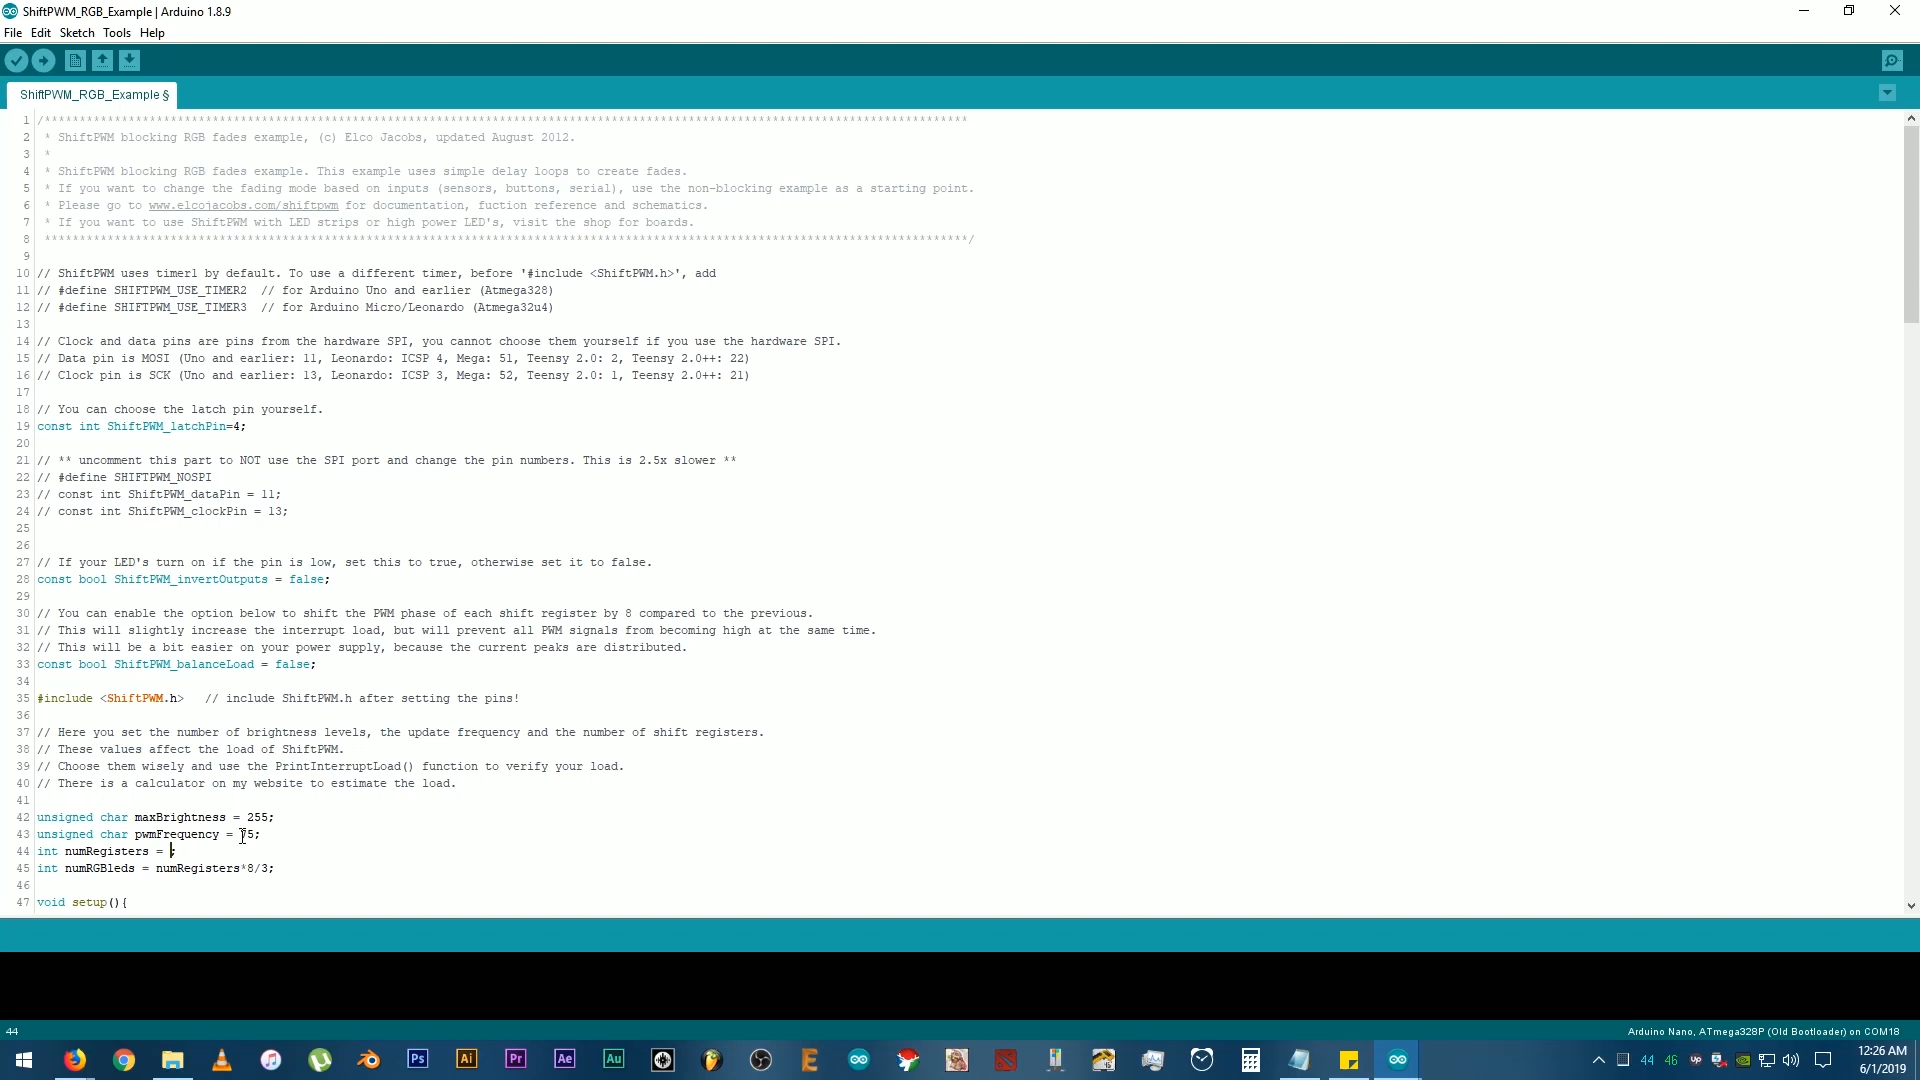 ShiftPWM_RGB_Example | Arduino 1.8.9
File Edit Sketch Tools Help
ShiftPWM_RGB_Example §
1 /************************************************************************************************************************************
2 * ShiftPWM blocking RGB fades example, (c) Elco Jacobs, updated August 2012.
3 *
4 * ShiftPWM blocking RGB fades example. This example uses simple delay loops to create fades.
5 * If you want to change the fading mode based on inputs (sensors, buttons, serial), use the non-blocking example as a starting point.
6 * Please go to www.elcojacobs.com/shiftpwm for documentation, fuction reference and schematics.
7 * If you want to use ShiftPWM with LED strips or high power LED's, visit the shop for boards.
8 ************************************************************************************************************************************/
9
10 // ShiftPWM uses timer1 by default. To use a different timer, before '#include <ShiftPWM.h>', add
11 // #define SHIFTPWM_USE_TIMER2 // for Arduino Uno and earlier (Atmega328)
12 // #define SHIFTPWM_USE_TIMER3 // for Arduino Micro/Leonardo (Atmega32u4)
13
14 // Clock and data pins are pins from the hardware SPI, you cannot choose them yourself if you use the hardware SPI.
15 // Data pin is MOSI (Uno and earlier: 11, Leonardo: ICSP 4, Mega: 51, Teensy 2.0: 2, Teensy 2.0++: 22)
16 // Clock pin is SCK (Uno and earlier: 13, Leonardo: ICSP 3, Mega: 52, Teensy 2.0: 1, Teensy 2.0++: 21)
17
18 // You can choose the latch pin yourself.
19 const int ShiftPWM_latchPin=4;
20
21 // ** uncomment this part to NOT use the SPI port and change the pin numbers. This is 2.5x slower **
22 // #define SHIFTPWM_NOSPI
23 // const int ShiftPWM_dataPin = 11;
24 // const int ShiftPWM_clockPin = 13;
25
26
27 // If your LED's turn on if the pin is low, set this to true, otherwise set it to false.
28 const bool ShiftPWM_invertOutputs = false;
29
30 // You can enable the option below to shift the PWM phase of each shift register by 8 compared to the previous.
31 // This will slightly increase the interrupt load, but will prevent all PWM signals from becoming high at the same time.
32 // This will be a bit easier on your power supply, because the current peaks are distributed.
33 const bool ShiftPWM_balanceLoad = false;
34
35 #include <ShiftPWM.h> // include ShiftPWM.h after setting the pins!
36
37 // Here you set the number of brightness levels, the update frequency and the number of shift registers.
38 // These values affect the load of ShiftPWM.
39 // Choose them wisely and use the PrintInterruptLoad() function to verify your load.
40 // There is a calculator on my website to estimate the load.
41
42 unsigned char maxBrightness = 255;
43 unsigned char pwmFrequency = 75;
44 int numRegisters = ;
45 int numRGBleds = numRegisters*8/3;
46
47 void setup(){
44
Arduino Nano, ATmega328P (Old Bootloader) on COM18
Ps Ai Pr Ae Au
44 46 UP
12:26 AM
6/1/2019